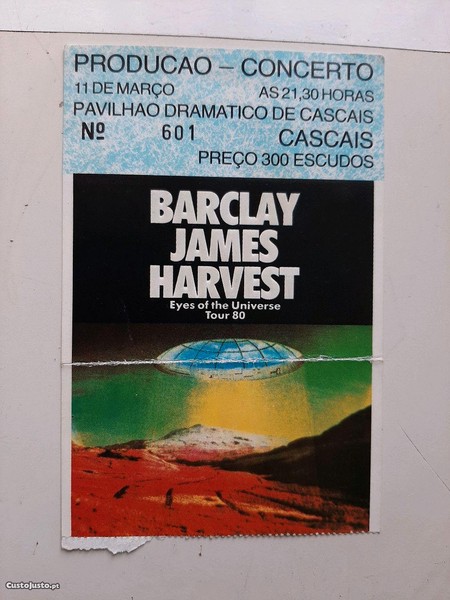 PRODUCAO – CONCERTO
11 DE MARÇO AS 21,30 HORAS
PAVILHAO DRAMATICO DE CASCAIS
Nº 601 CASCAIS
PREÇO 300 ESCUDOS
BARCLAY
JAMES
HARVEST
Eyes of the Universe
Tour 80
CustoJusto.pt